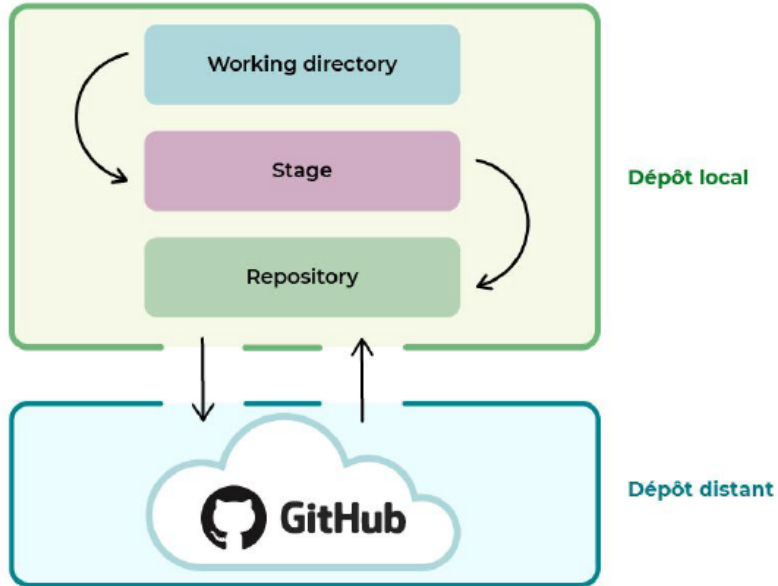 Working directory
Stage
Dépôt local
Repository
GitHub
Dépôt distant